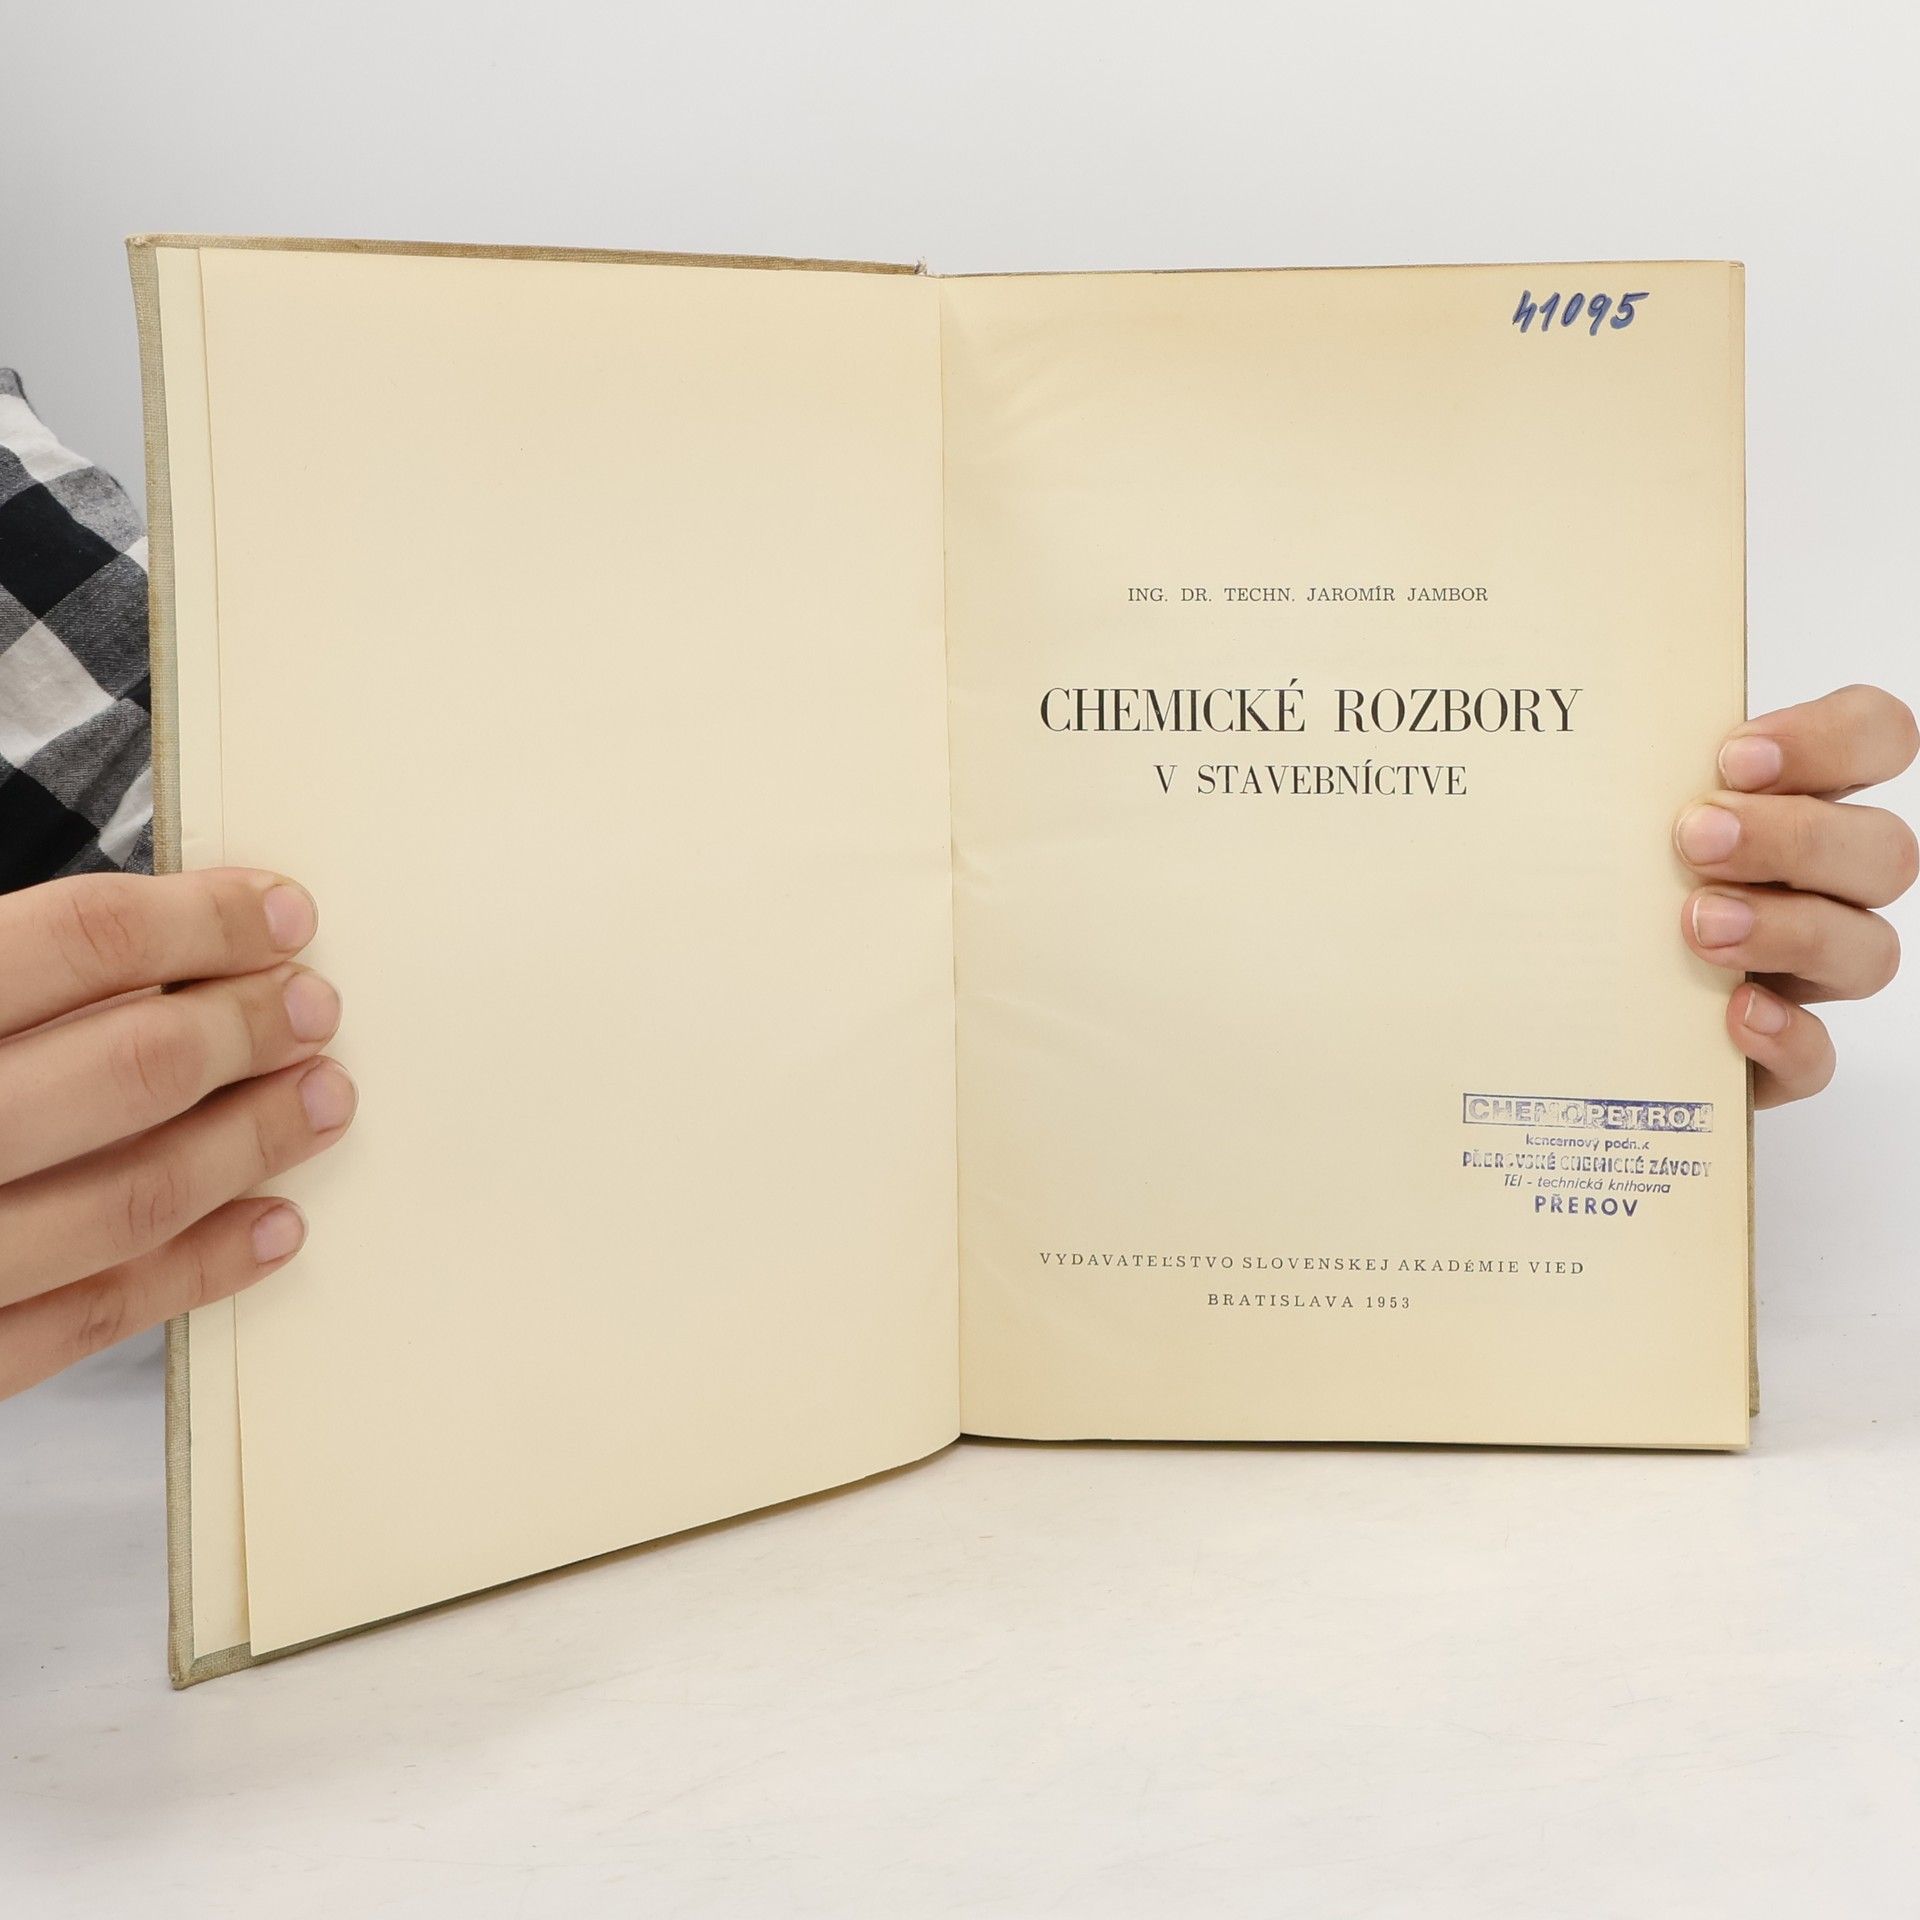 41095
ING. DR. TECHN. JAROMÍR JAMBOR
CHEMICKÉ ROZBORY
V STAVEBNÍCTVE
CHEMOPETROL
koncernový podnik
PŘEROVSKÉ CHEMICKÉ ZÁVODY
TEI - technická knihovna
PŘEROV
VYDAVATEĽSTVO SLOVENSKEJ AKADÉMIE VIED
BRATISLAVA 1953